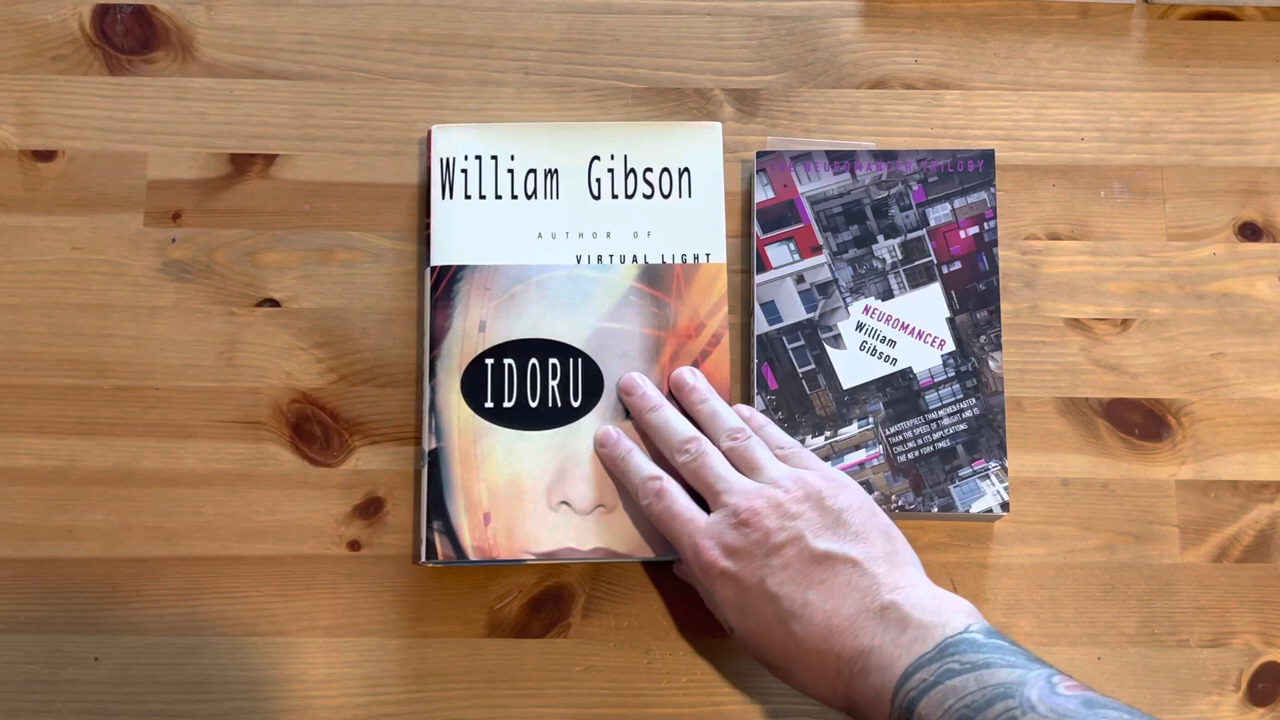 William Gibson
AUTHOR OF
VIRTUAL LIGHT
IDORU
THE NEUROMANCER TRILOGY
NEUROMANCER
William
Gibson
A MASTERPIECE THAT MOVES FASTER
THAN THE SPEED OF THOUGHT AND IS
CHILLING IN ITS IMPLICATIONS
THE NEW YORK TIMES